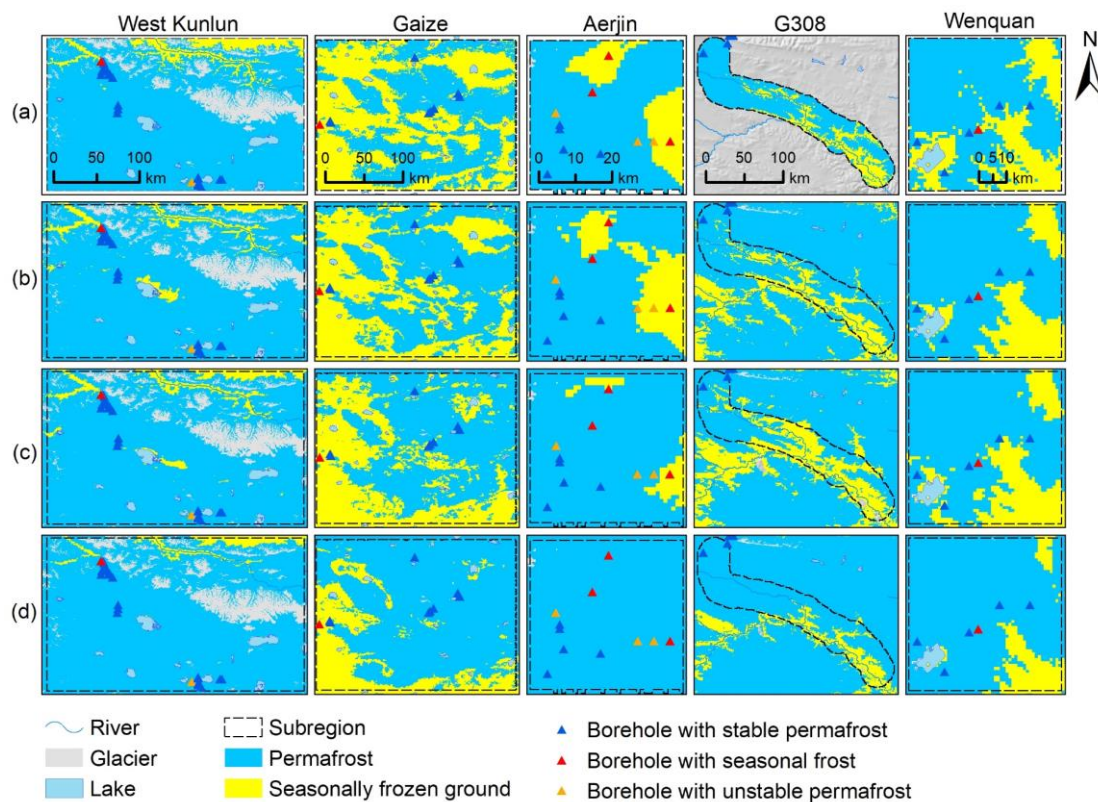 West Kunlun Gaize Aerjin G308 Wenquan
N
(a)
0 50 100
km
0 50 100
km
0 10 20
km
0 50 100
km
0 510
km
(b)
(c)
(d)
River Subregion Borehole with stable permafrost
Glacier Permafrost Borehole with seasonal frost
Lake Seasonally frozen ground Borehole with unstable permafrost